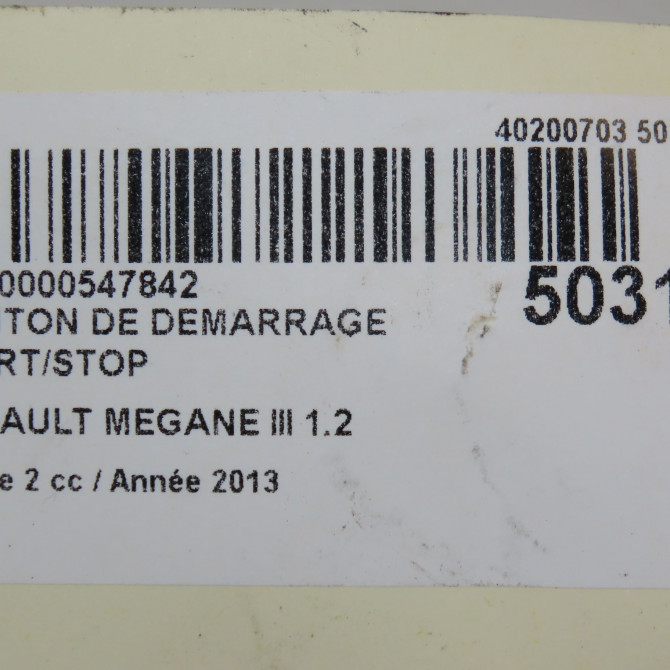 40200703 50
0000547842
5031
TON DE DEMARRAGE
RT/STOP
AULT MEGANE III 1.2
e 2 cc / Année 2013